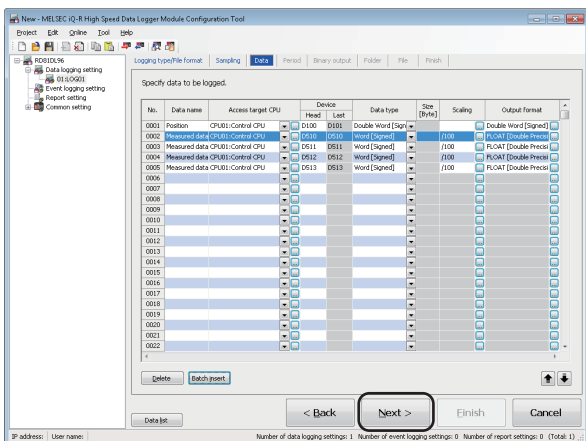 New - MELSEC iQ-R High Speed Data Logger Module Configuration Tool
Project Edit Online Tool Help
RD81DL96
Data logging setting
01:LOG01
Event logging setting
Report setting
Common setting
Logging type/File format Sampling Data Period Binary output Folder File Finish
Specify data to be logged.
No. Data name Access target CPU Device Data type Size [Byte] Scaling Output format
Head Last
0001 Position CPU01:Control CPU D100 D101 Double Word [Sign Double Word [Signed]
0002 Measured data CPU01:Control CPU D510 D510 Word [Signed] /100 FLOAT [Double Precisi
0003 Measured data CPU01:Control CPU D511 D511 Word [Signed] /100 FLOAT [Double Precisi
0004 Measured data CPU01:Control CPU D512 D512 Word [Signed] /100 FLOAT [Double Precisi
0005 Measured data CPU01:Control CPU D513 D513 Word [Signed] /100 FLOAT [Double Precisi
0006
0007
0008
0009
0010
0011
0012
0013
0014
0015
0016
0017
0018
0019
0020
0021
0022
Delete Batch insert
Data list < Back Next > Finish Cancel
IP address: User name: Number of data logging settings: 1 Number of event logging settings: 0 Number of report settings: 0 (Total: 1)